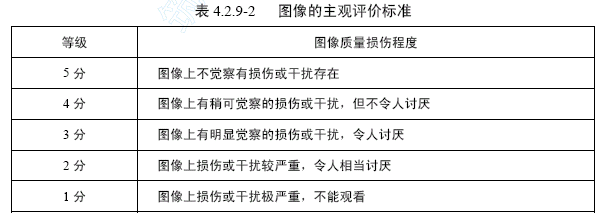 表 4.2.9-2 图像的主观评价标准
等级 图像质量损伤程度
5 分 图像上不觉察有损伤或干扰存在
4 分 图像上有稍可觉察的损伤或干扰，但不令人讨厌
3 分 图像上有明显觉察的损伤或干扰，令人讨厌
2 分 图像上损伤或干扰较严重，令人相当讨厌
1 分 图像上损伤或干扰极严重，不能观看